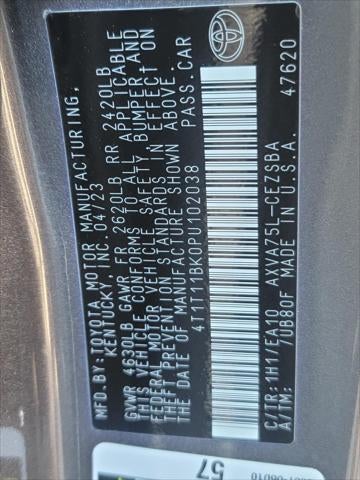 MFD. BY: TOYOTA MOTOR MANUFACTURING,
KENTUCKY, INC. 04/23
GVWR 4630LB GAWR FR 2620LB RR 2420LB
THIS VEHICLE CONFORMS TO ALL APPLICABLE
FEDERAL MOTOR VEHICLE SAFETY, BUMPER AND
THEFT PREVENTION STANDARDS IN EFFECT ON
THE DATE OF MANUFACTURE SHOWN ABOVE
4T1T11BK0PU102038 PASS.CAR
TOYOTA
C/TR:1H1/EA10 AXVA75L-CEZSBA
A/TM: 7UB80F U.S.A. 47620
57